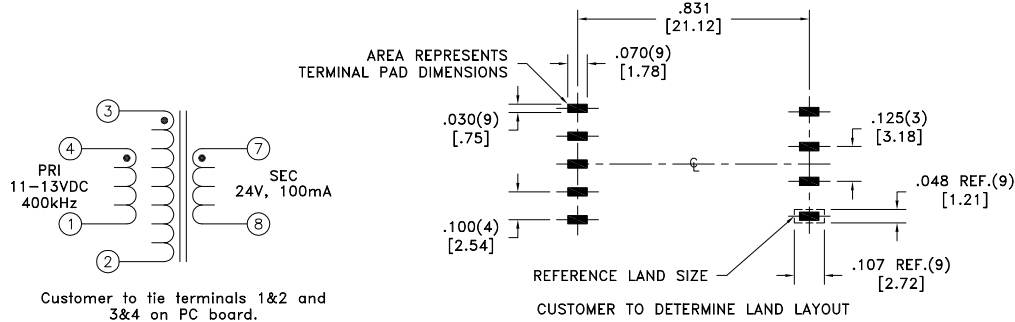 3
4
PRI
11-13VDC
400kHz
1
2
7
SEC
24V, 100mA
8
Customer to tie terminals 1&2 and
3&4 on PC board.
.831
[21.12]
AREA REPRESENTS
TERMINAL PAD DIMENSIONS
.070(9)
[1.78]
.030(9)
[.75]
.125(3)
[3.18]
℄
.048 REF.(9)
[1.21]
.100(4)
[2.54]
REFERENCE LAND SIZE
.107 REF.(9)
[2.72]
CUSTOMER TO DETERMINE LAND LAYOUT